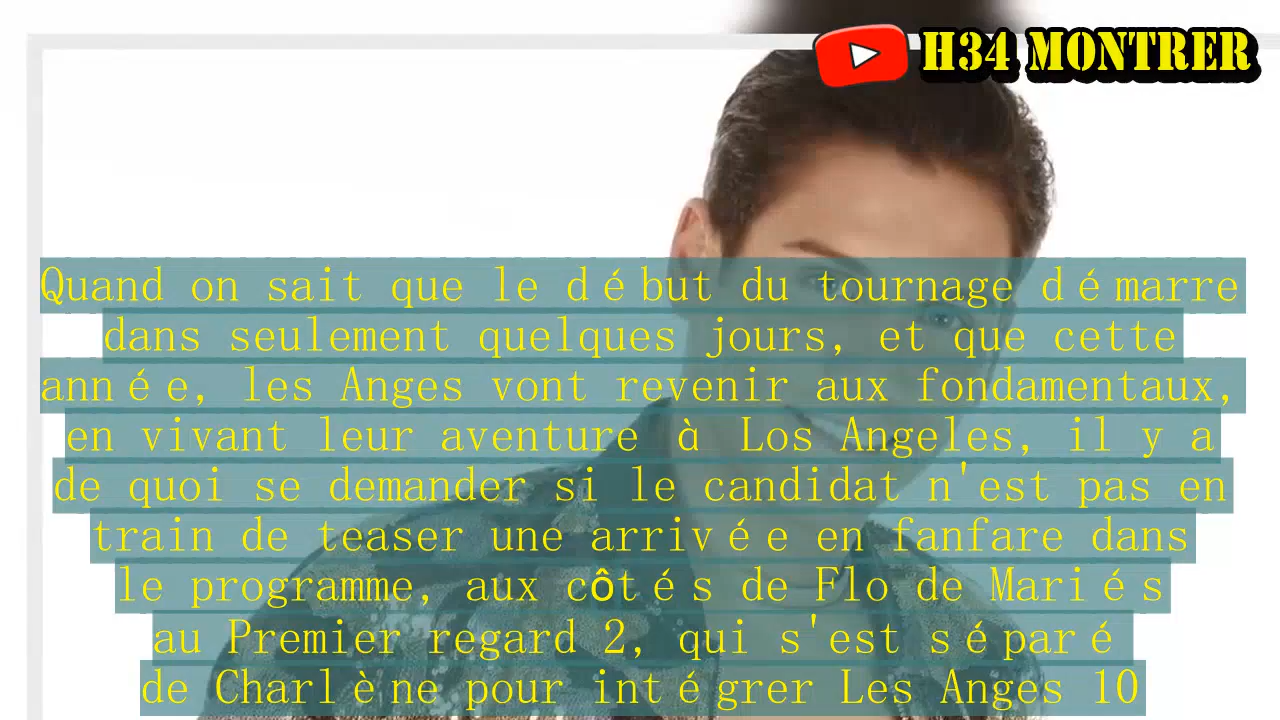 H34 MONTRER
Quand on sait que le début du tournage démarre
dans seulement quelques jours, et que cette
année, les Anges vont revenir aux fondamentaux,
en vivant leur aventure à Los Angeles, il y a
de quoi se demander si le candidat n'est pas en
train de teaser une arrivée en fanfare dans
le programme, aux côtés de Flo de Mariés
au Premier regard 2, qui s'est séparé
de Charlène pour intégrer Les Anges 10